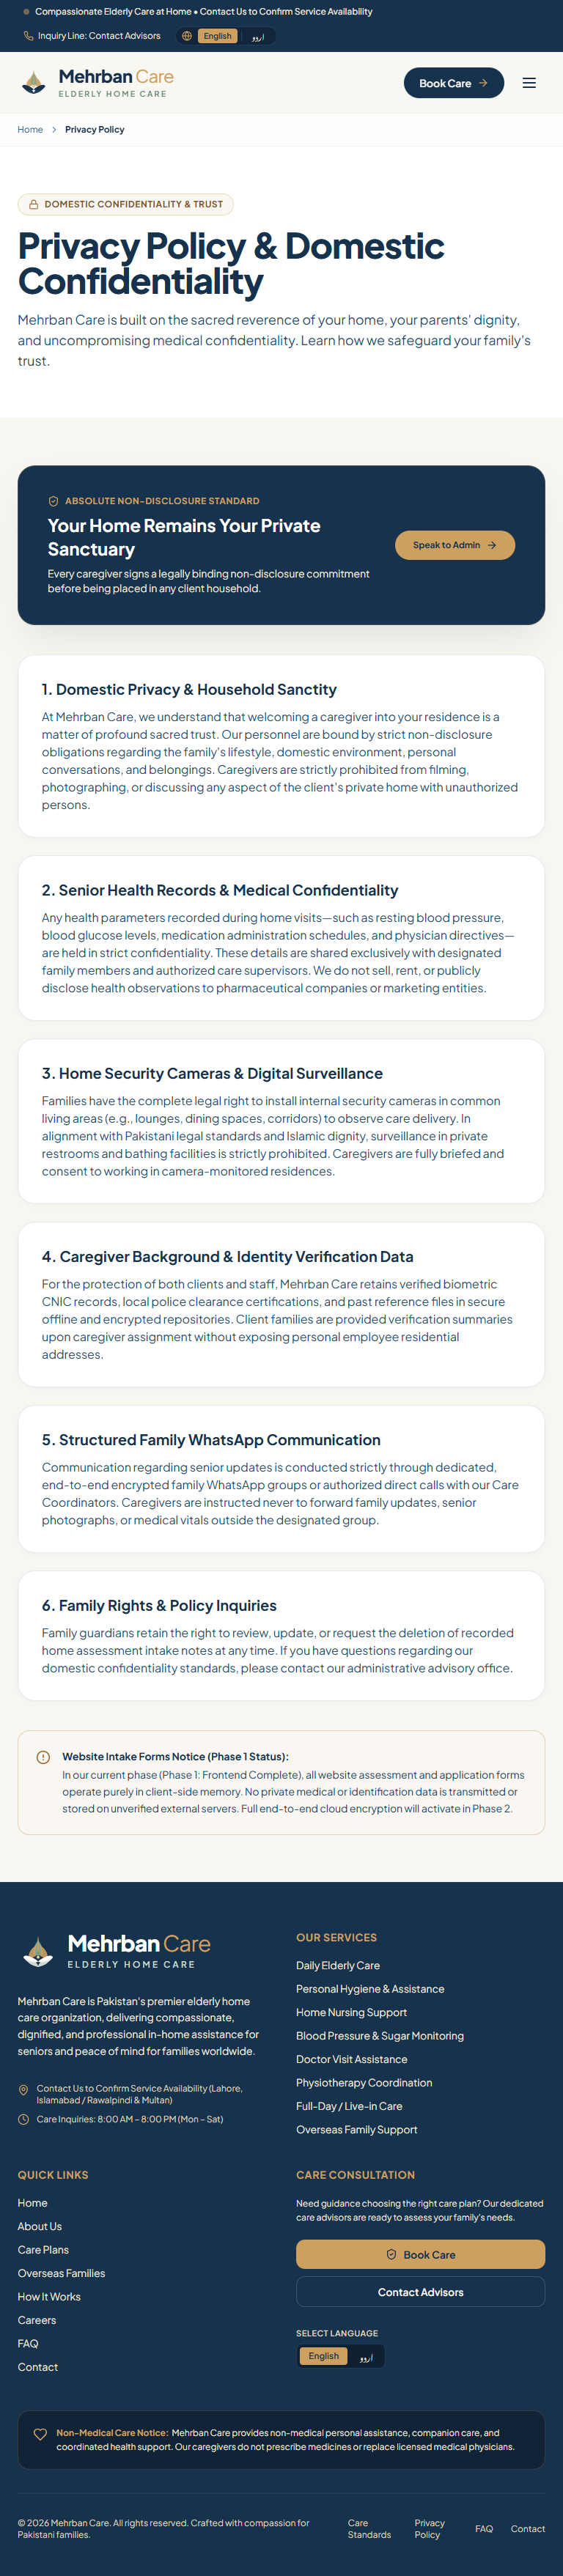 Compassionate Elderly Care at Home • Contact Us to Confirm Service Availability
Inquiry Line: Contact Advisors
English
اردو
Mehrban Care
ELDERLY HOME CARE
Book Care
Home > Privacy Policy
DOMESTIC CONFIDENTIALITY & TRUST
Privacy Policy & Domestic
Confidentiality
Mehrban Care is built on the sacred reverence of your home, your parents' dignity,
and uncompromising medical confidentiality. Learn how we safeguard your family's
trust.
ABSOLUTE NON-DISCLOSURE STANDARD
Your Home Remains Your Private
Sanctuary
Every caregiver signs a legally binding non-disclosure commitment
before being placed in any client household.
Speak to Admin
1. Domestic Privacy & Household Sanctity
At Mehrban Care, we understand that welcoming a caregiver into your residence is a
matter of profound sacred trust. Our personnel are bound by strict non-disclosure
obligations regarding the family's lifestyle, domestic environment, personal
conversations, and belongings. Caregivers are strictly prohibited from filming,
photographing, or discussing any aspect of the client's private home with unauthorized
persons.
2. Senior Health Records & Medical Confidentiality
Any health parameters recorded during home visits—such as resting blood pressure,
blood glucose levels, medication administration schedules, and physician directives—
are held in strict confidentiality. These details are shared exclusively with designated
family members and authorized care supervisors. We do not sell, rent, or publicly
disclose health observations to pharmaceutical companies or marketing entities.
3. Home Security Cameras & Digital Surveillance
Families have the complete legal right to install internal security cameras in common
living areas (e.g., lounges, dining spaces, corridors) to observe care delivery. In
alignment with Pakistani legal standards and Islamic dignity, surveillance in private
restrooms and bathing facilities is strictly prohibited. Caregivers are fully briefed and
consent to working in camera-monitored residences.
4. Caregiver Background & Identity Verification Data
For the protection of both clients and staff, Mehrban Care retains verified biometric
CNIC records, local police clearance certifications, and past reference files in secure
offline and encrypted repositories. Client families are provided verification summaries
upon caregiver assignment without exposing personal employee residential
addresses.
5. Structured Family WhatsApp Communication
Communication regarding senior updates is conducted strictly through dedicated,
end-to-end encrypted family WhatsApp groups or authorized direct calls with our Care
Coordinators. Caregivers are instructed never to forward family updates, senior
photographs, or medical vitals outside the designated group.
6. Family Rights & Policy Inquiries
Family guardians retain the right to review, update, or request the deletion of recorded
home assessment intake notes at any time. If you have questions regarding our
domestic confidentiality standards, please contact our administrative advisory office.
Website Intake Forms Notice (Phase 1 Status):
In our current phase (Phase 1: Frontend Complete), all website assessment and application forms
operate purely in client-side memory. No private medical or identification data is transmitted or
stored on unverified external servers. Full end-to-end cloud encryption will activate in Phase 2.
Mehrban Care
ELDERLY HOME CARE
Mehrban Care is Pakistan's premier elderly home
care organization, delivering compassionate,
dignified, and professional in-home assistance for
seniors and peace of mind for families worldwide.
Contact Us to Confirm Service Availability (Lahore,
Islamabad / Rawalpindi & Multan)
Care Inquiries: 8:00 AM – 8:00 PM (Mon – Sat)
OUR SERVICES
Daily Elderly Care
Personal Hygiene & Assistance
Home Nursing Support
Blood Pressure & Sugar Monitoring
Doctor Visit Assistance
Physiotherapy Coordination
Full-Day / Live-in Care
Overseas Family Support
QUICK LINKS
Home
About Us
Care Plans
Overseas Families
How It Works
Careers
FAQ
Contact
CARE CONSULTATION
Need guidance choosing the right care plan? Our dedicated
care advisors are ready to assess your family's needs.
Book Care
Contact Advisors
SELECT LANGUAGE
English
اردو
Non-Medical Care Notice: Mehrban Care provides non-medical personal assistance, companion care, and
coordinated health support. Our caregivers do not prescribe medicines or replace licensed medical physicians.
© 2026 Mehrban Care. All rights reserved. Crafted with compassion for
Pakistani families.
Care
Standards
Privacy
Policy
FAQ
Contact